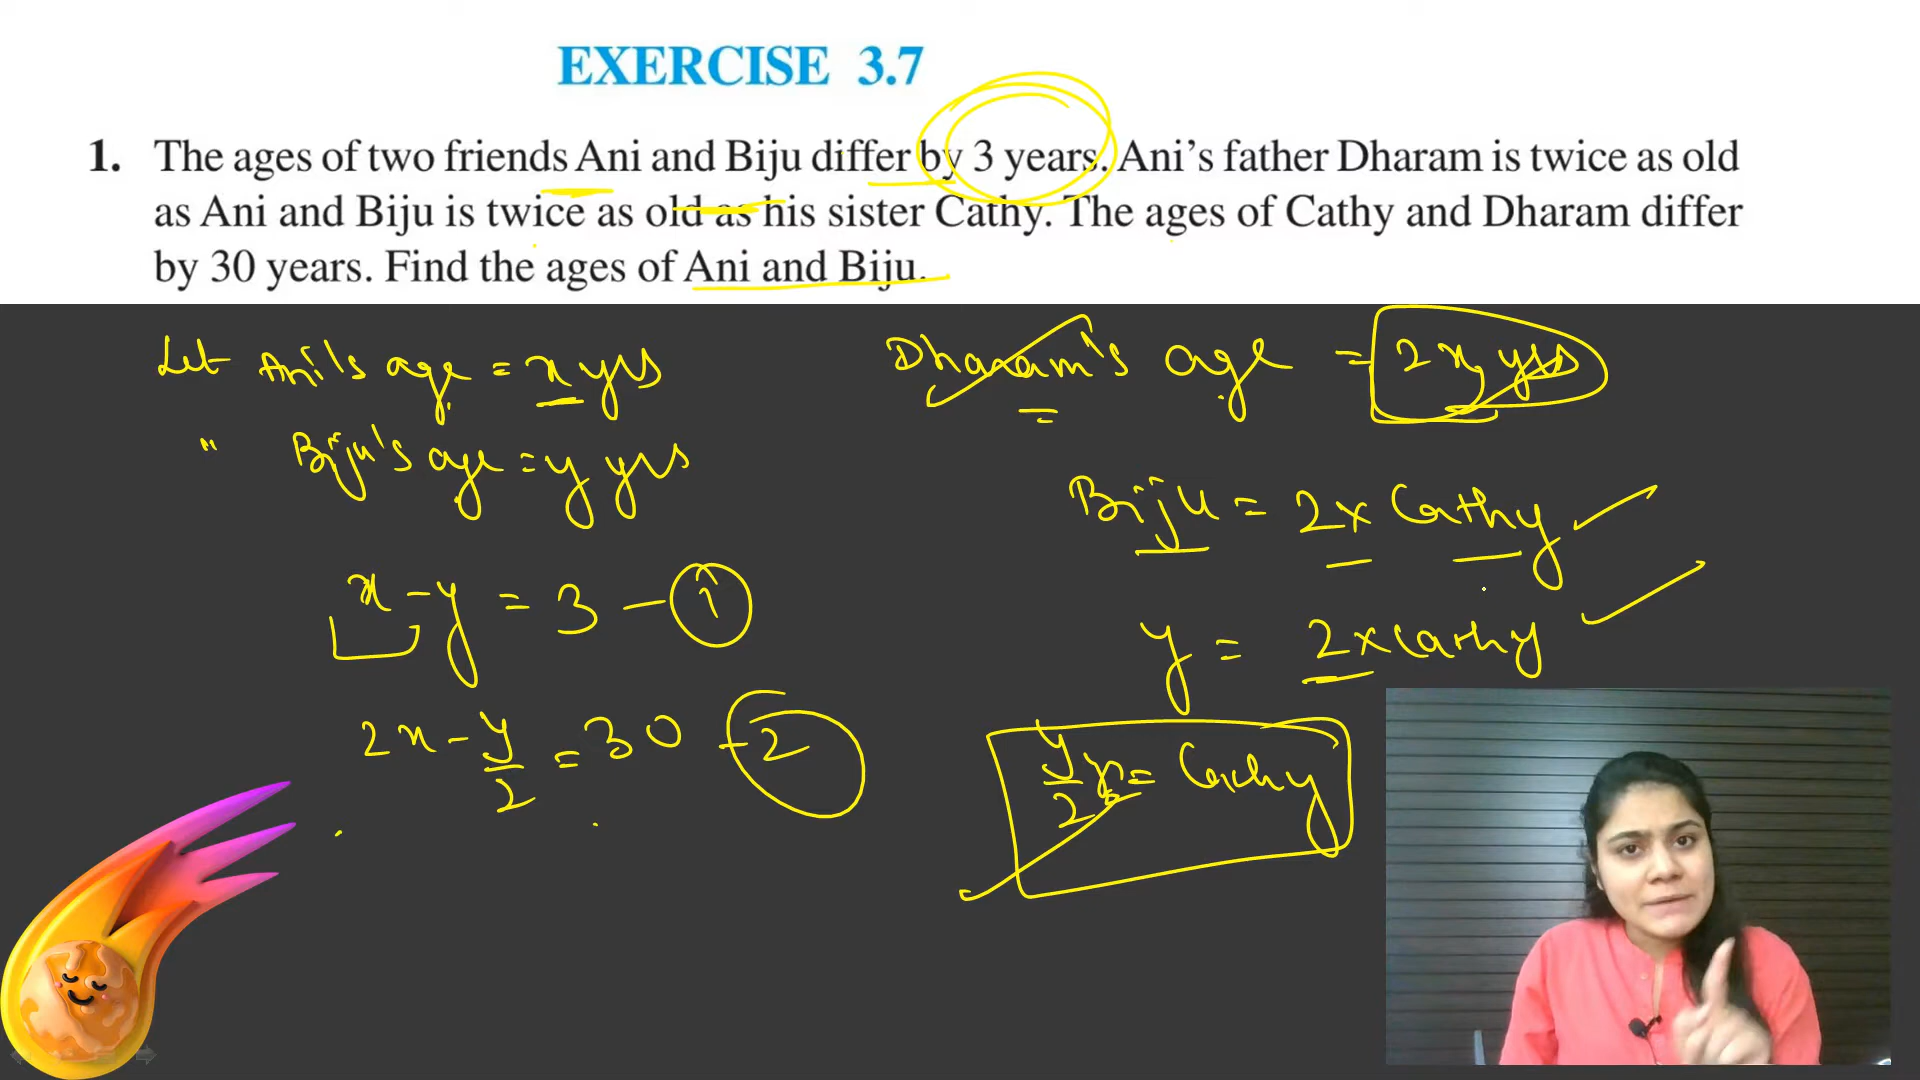 EXERCISE 3.7
1. The ages of two friends Ani and Biju differ by 3 years. Ani's father Dharam is twice as old
as Ani and Biju is twice as old as his sister Cathy. The ages of Cathy and Dharam differ
by 30 years. Find the ages of Ani and Biju.
Let Ani's age = x yrs
" Biju's age = y yrs
x - y = 3 - 1
2x - y/2 = 30 - 2
Dharam's age = 2x yrs
Biju = 2x Cathy
y = 2x Cathy
y/2 yrs = Cathy